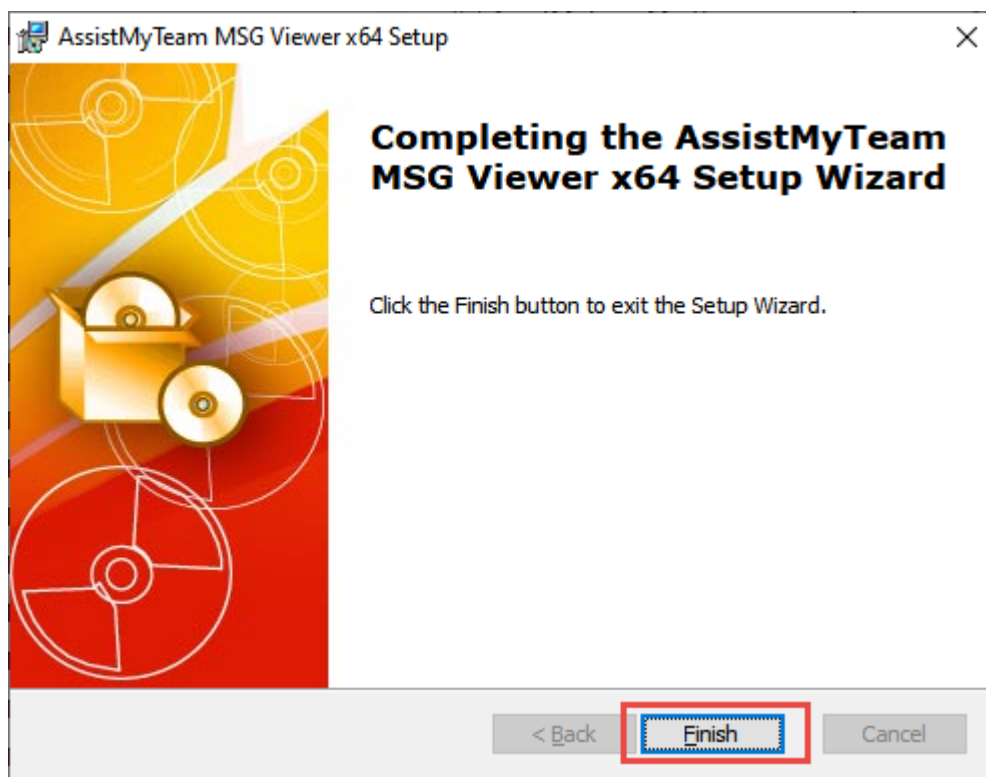 AssistMyTeam MSG Viewer x64 Setup
Completing the AssistMyTeam
MSG Viewer x64 Setup Wizard
Click the Finish button to exit the Setup Wizard.
< Back
Finish
Cancel